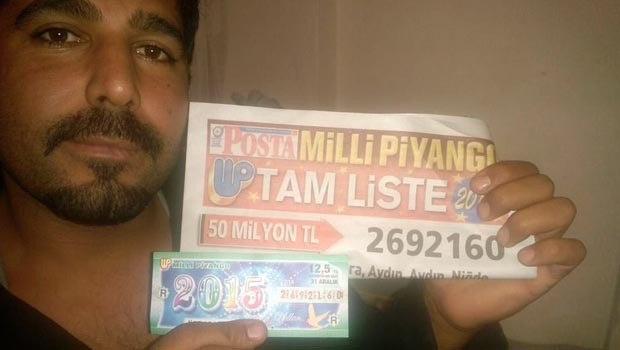 POSTA MİLLİ PİYANGO
TAM LİSTE
50 MİLYON TL 2692160
Aydın, Aydın, Niğde
MİLLİ PİYANGO
2015
12,5
31 ARALIK
2692160
R
R